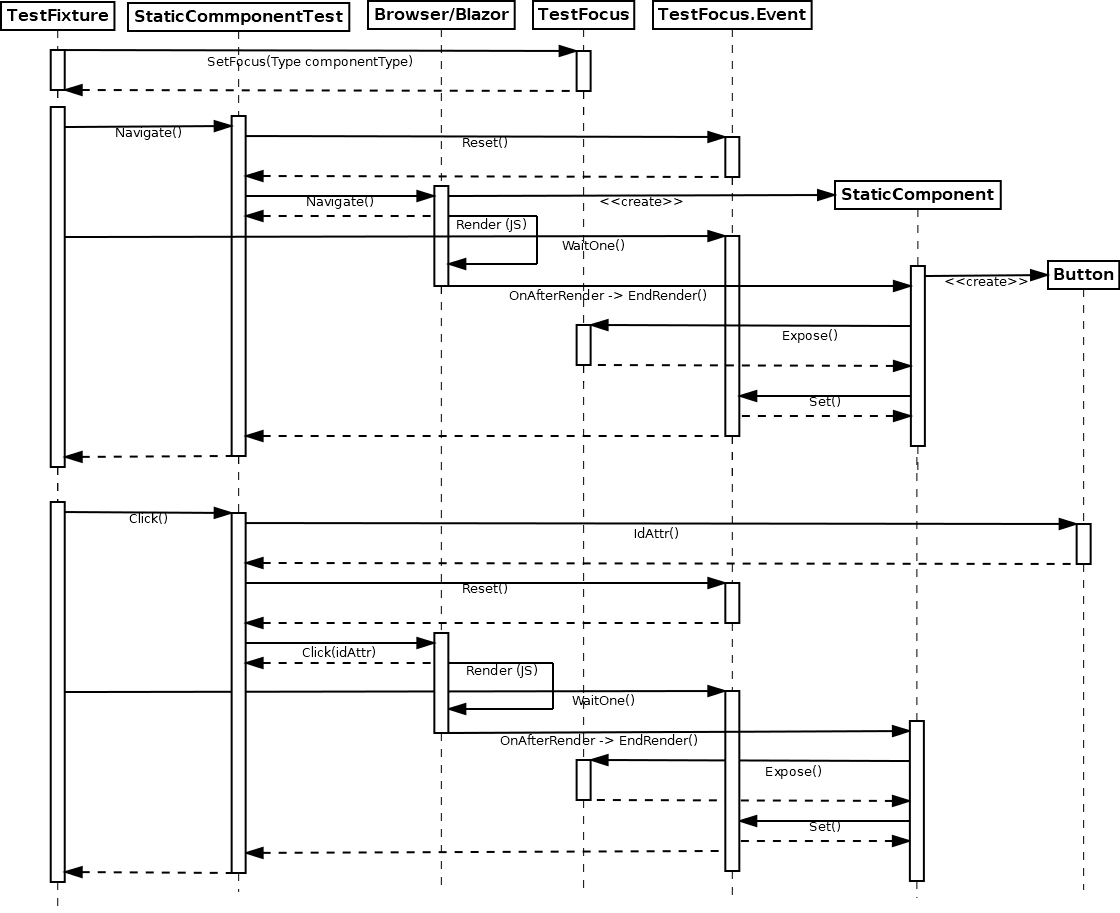 TestFixture
StaticCommponentTest
Browser/Blazor
TestFocus
TestFocus.Event
SetFocus(Type componentType)
Navigate()
Reset()
StaticComponent
Navigate()
<<create>>
Render (JS)
WaitOne()
Button
<<create>>
OnAfterRender -> EndRender()
Expose()
Set()
Click()
IdAttr()
Reset()
Click(idAttr)
Render (JS)
WaitOne()
OnAfterRender -> EndRender()
Expose()
Set()